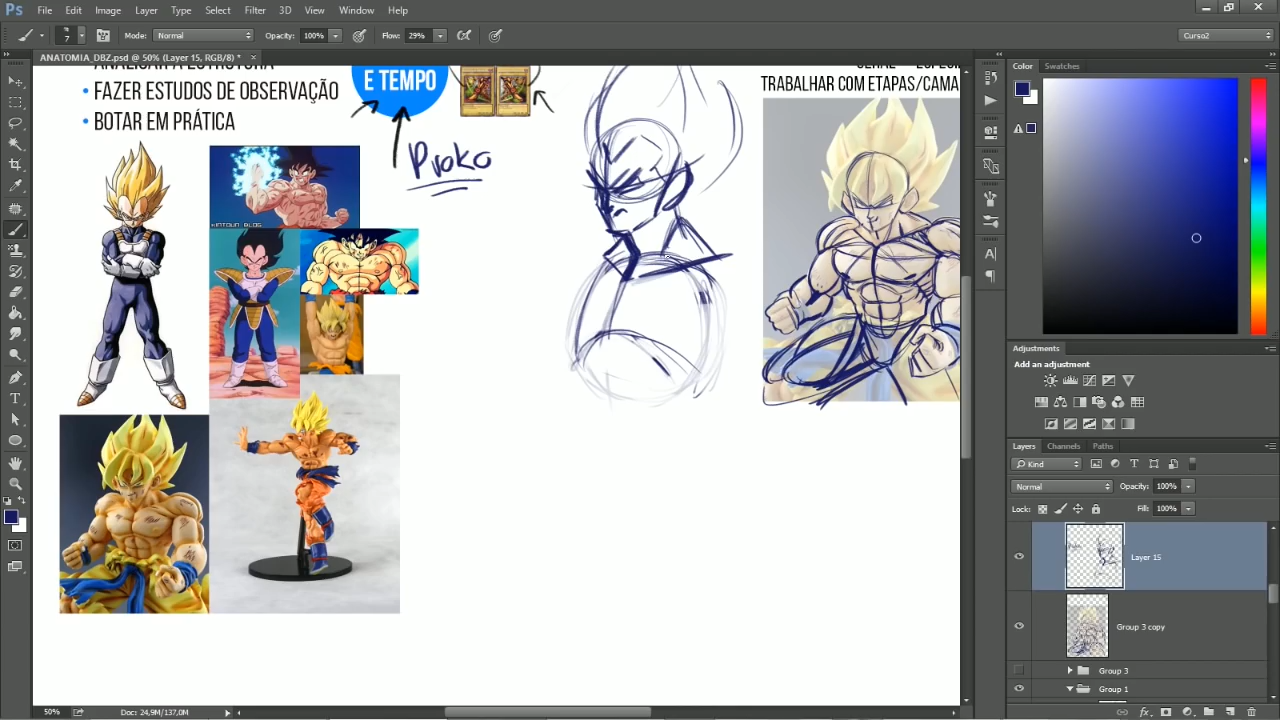 Ps File Edit Image Layer Type Select Filter 3D View Window Help
7 Mode: Normal Opacity: 100% Flow: 29% Curso2
ANATOMIA_DBZ.psd @ 50% (Layer 15, RGB/8) * ×
• FAZER ESTUDOS DE OBSERVAÇÃO
• BOTAR EM PRÁTICA
E TEMPO
Proko
TRABALHAR COM ETAPAS/CAMA
Color Swatches
Adjustments
Add an adjustment
Layers Channels Paths
Kind
Normal Opacity: 100%
Lock: Fill: 100%
Layer 15
Group 3 copy
Group 3
Group 1
50% Doc: 24,9M/137,0M